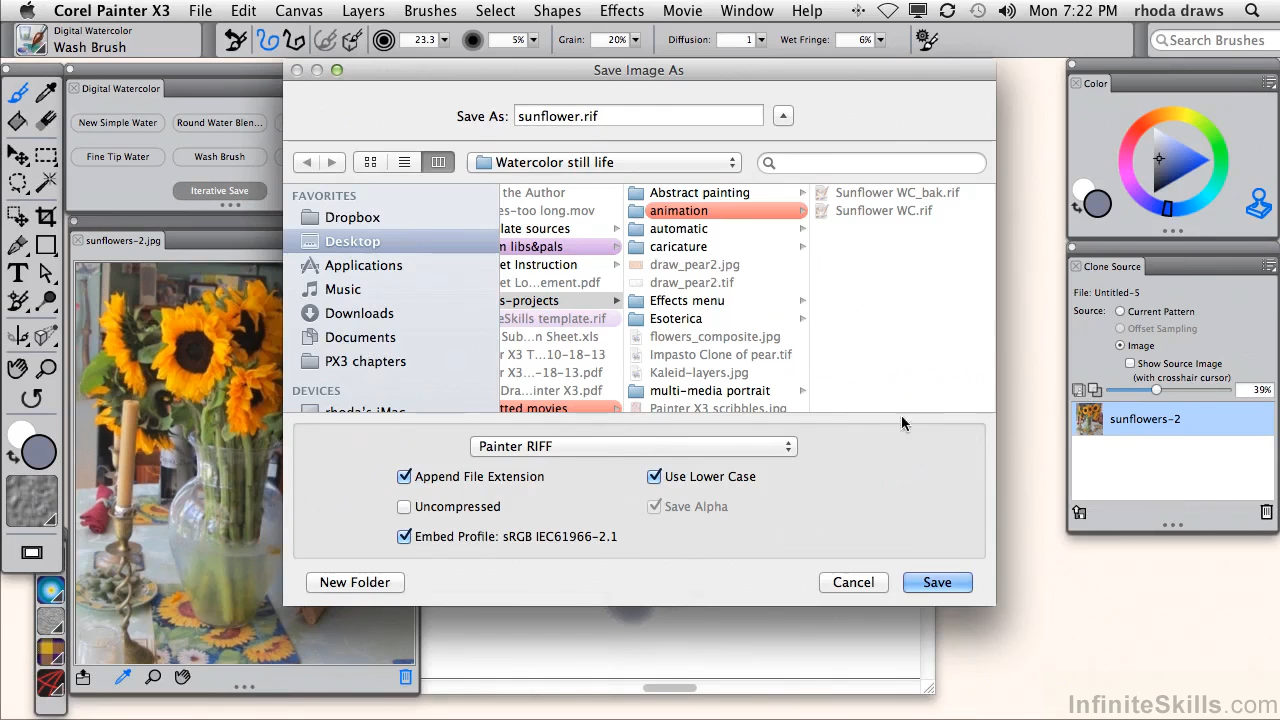 Corel Painter X3 File Edit Canvas Layers Brushes Select Shapes Effects Movie Window Help Mon 7:22 PM rhoda draws
Digital Watercolor
Wash Brush
23.3 5% Grain: 20% Diffusion: 1 Wet Fringe: 6%
Search Brushes
Save Image As
Digital Watercolor
New Simple Water Round Water Blen...
Fine Tip Water Wash Brush
Iterative Save
sunflowers-2.jpg
Save As: sunflower.rif
Watercolor still life
FAVORITES
Dropbox
Desktop
Applications
Music
Downloads
Documents
PX3 chapters
DEVICES
rhoda's iMac
the Author
es-too long.mov
late sources
n libs&pals
et Instruction
et Lo...ement.pdf
s-projects
eSkills template.rif
Sub...n Sheet.xls
r X3 T...10-18-13
...-18-13.pdf
Dra...inter X3.pdf
tted movies
Abstract painting
animation
automatic
caricature
draw_pear2.jpg
draw_pear2.tif
Effects menu
Esoterica
flowers_composite.jpg
Impasto Clone of pear.tif
Kaleid-layers.jpg
multi-media portrait
Painter X3 scribbles.jpg
Sunflower WC_bak.rif
Sunflower WC.rif
Painter RIFF
Append File Extension Use Lower Case
Uncompressed Save Alpha
Embed Profile: sRGB IEC61966-2.1
New Folder Cancel Save
Color
Clone Source
File: Untitled-5
Source: Current Pattern
Offset Sampling
Image
Show Source Image
(with crosshair cursor)
39%
sunflowers-2
T
InfiniteSkills.com